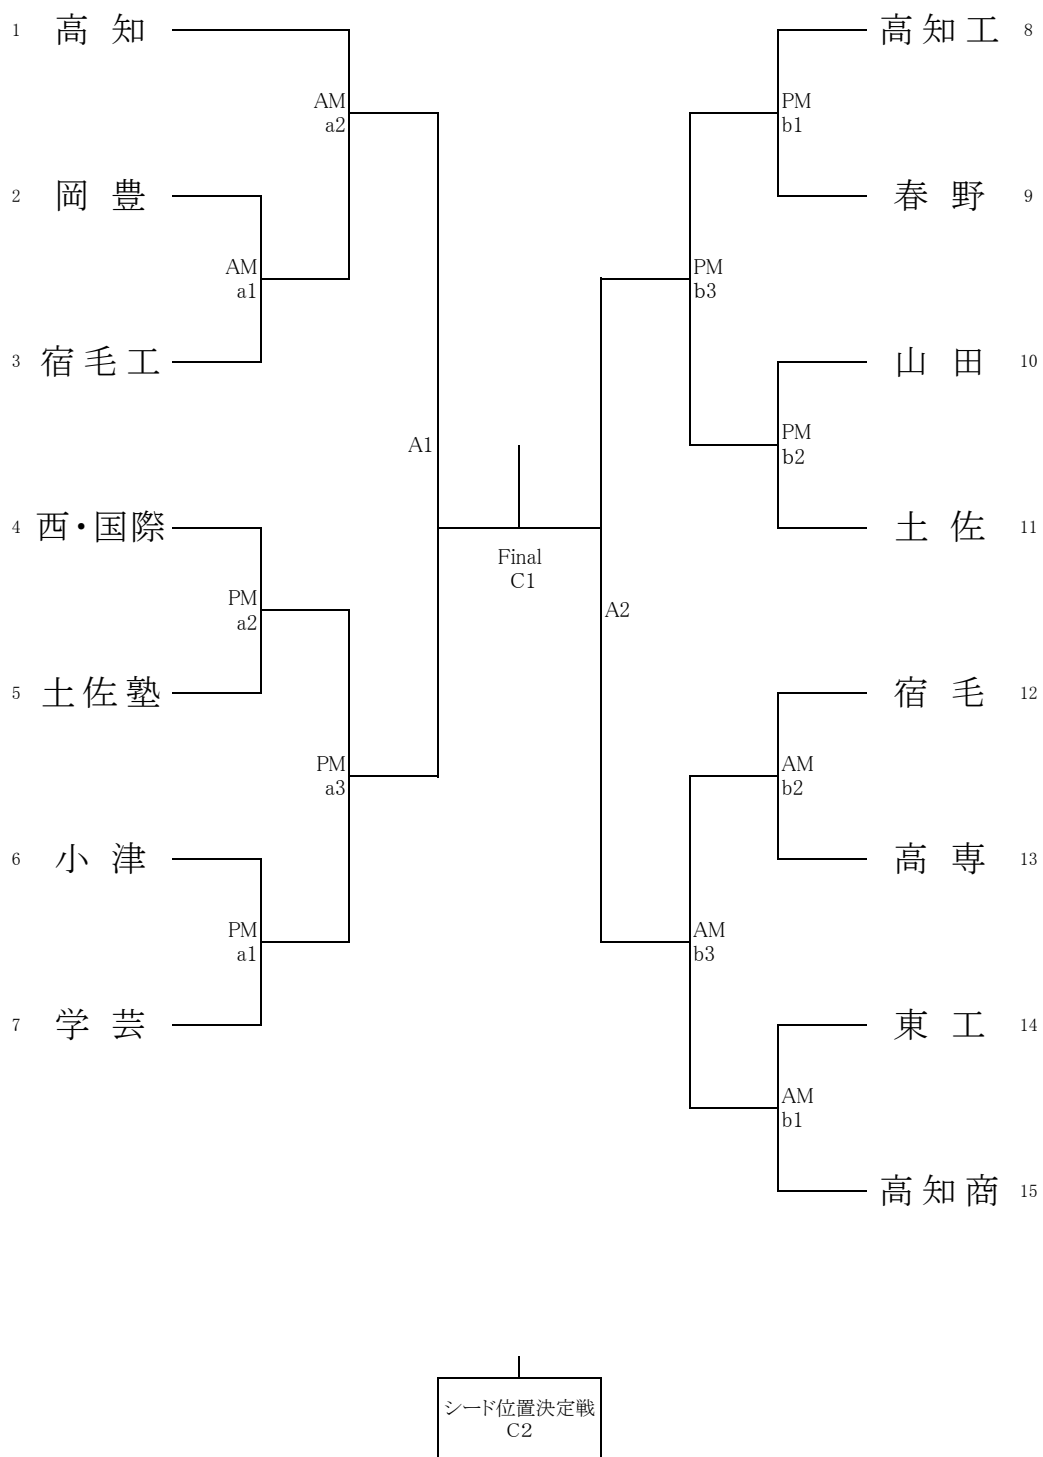 1 高知
AM
a2
2 岡豊
AM
a1
3 宿毛工
A1
4 西・国際
PM
a2
5 土佐塾
PM
a3
6 小津
PM
a1
7 学芸
Final
C1
高知工 8
PM
b1
春野 9
PM
b3
山田 10
PM
b2
土佐 11
A2
宿毛 12
AM
b2
高専 13
AM
b3
東工 14
AM
b1
高知商 15
シード位置決定戦
C2